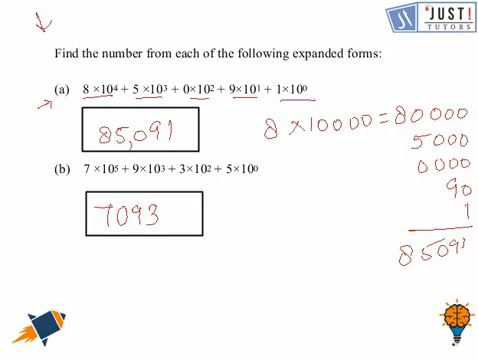 'JUST!
TUTORS
Find the number from each of the following expanded forms:
(a) 8 ×10⁴ + 5 ×10³ + 0×10² + 9×10¹ + 1×10⁰
85,091
8 ×10000=80000
5000
0000
90
1
85091
(b) 7 ×10⁵ + 9×10³ + 3×10² + 5×10⁰
7093